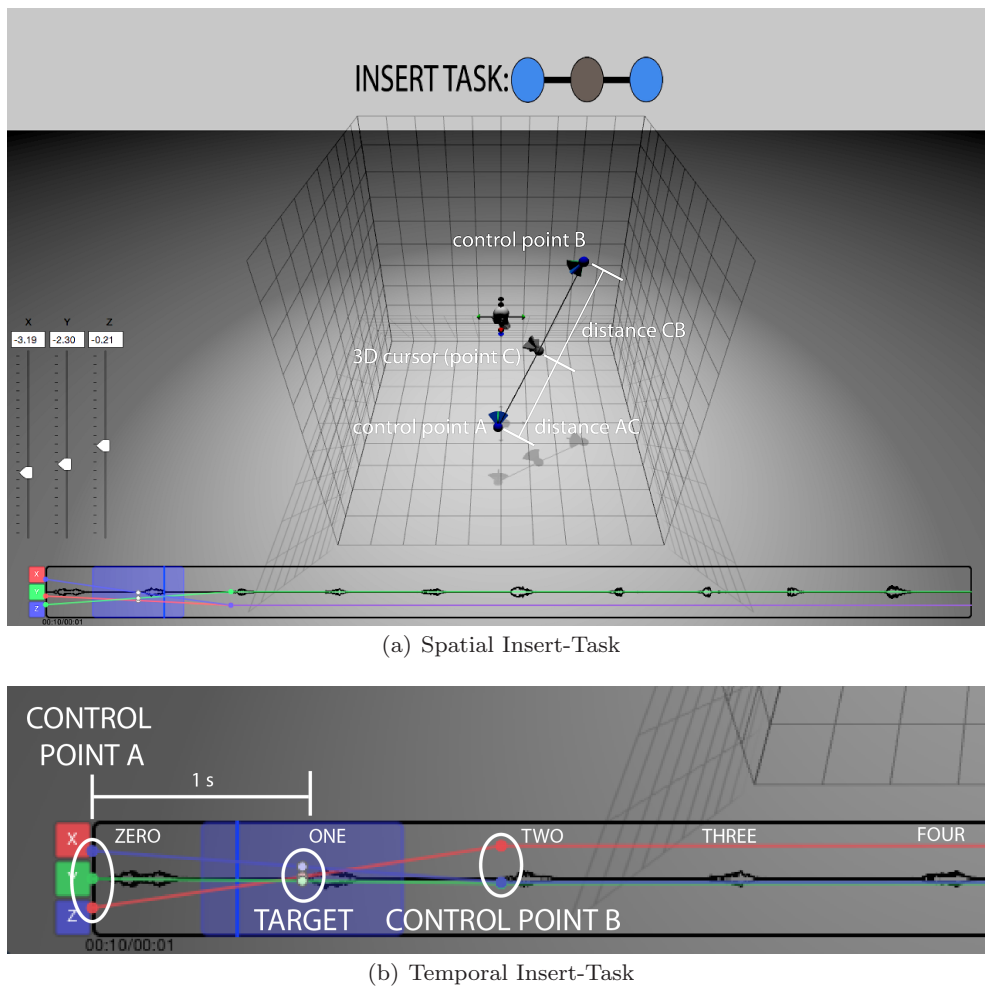 INSERT TASK:
control point B
distance CB
3D cursor (point C)
control point A
distance AC
X Y Z
-3.19 -2.30 -0.21
X
Y
Z
00:10/00:01
(a) Spatial Insert-Task
CONTROL
POINT A
1 s
X
ZERO ONE TWO THREE FOUR
Y
Z
TARGET CONTROL POINT B
00:10/00:01
(b) Temporal Insert-Task